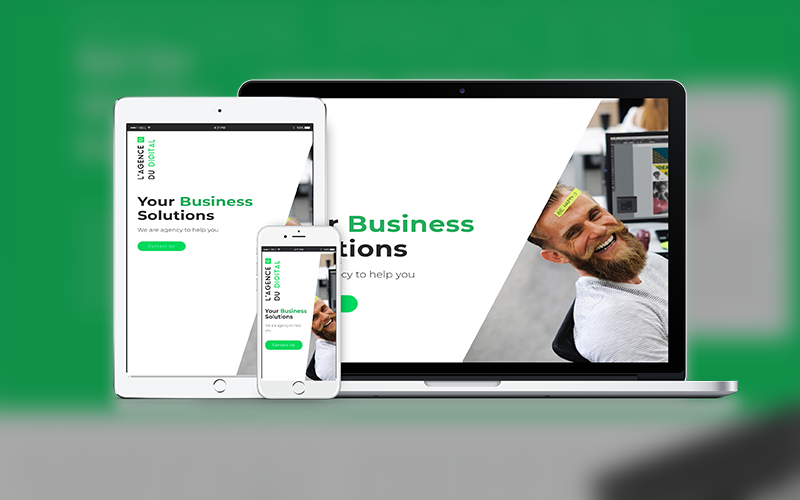 L'AGENCE
DU DIGITAL
Your Business
Solutions
We are agency to help you
Contact Us
L'AGENCE
DU DIGITAL
Your Business
Solutions
We are agency to help
you
Contact Us
r Business
tions
cy to help you